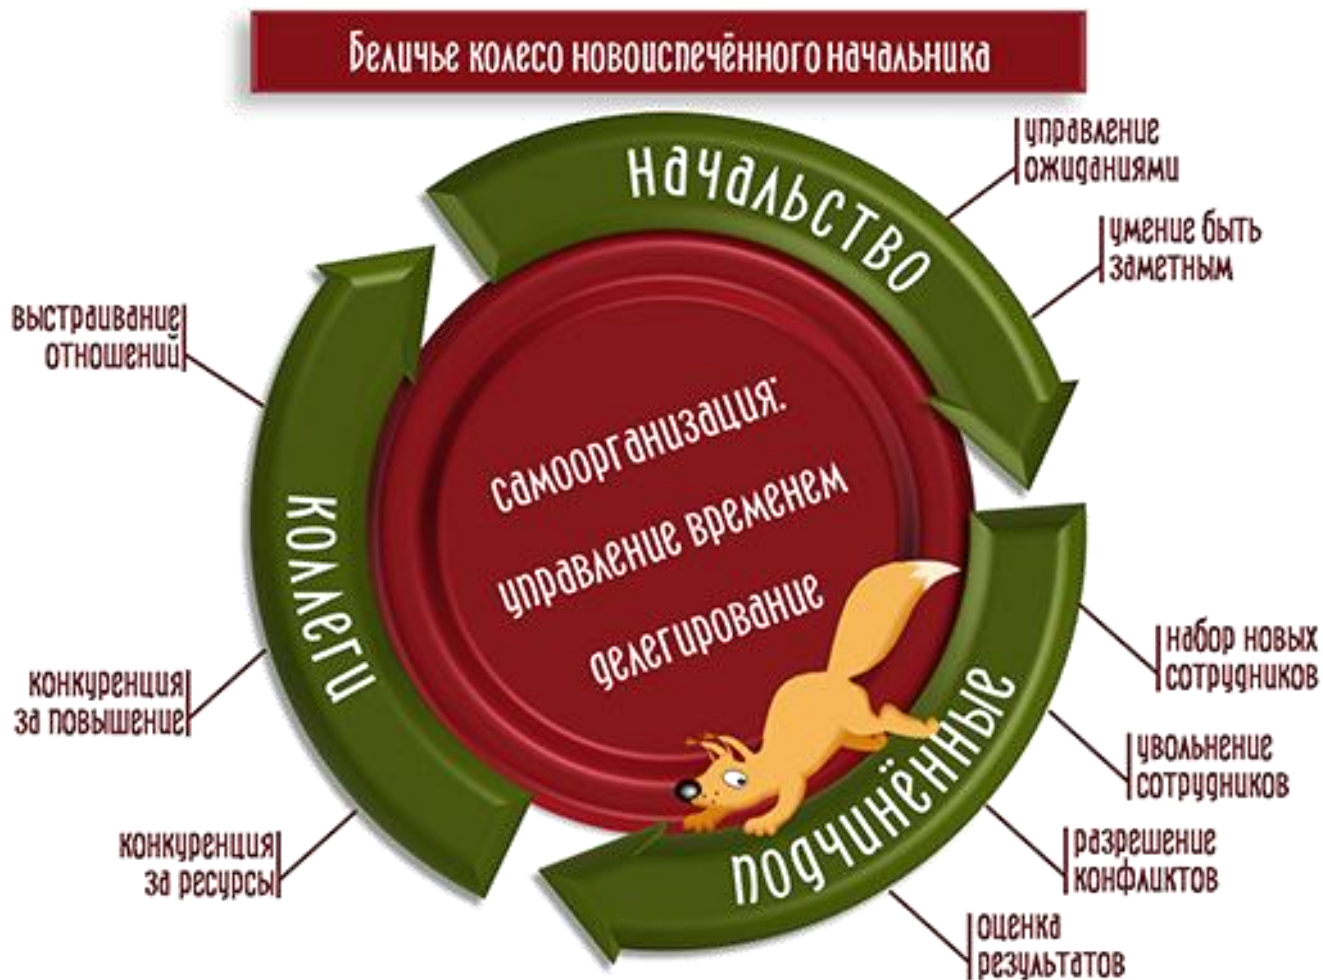 Беличье колесо новоиспечённого начальника
начальство
управление
ожиданиями
умение быть
заметным
выстраивание
отношений
самоорганизация:
управление временем
делегирование
коллеги
конкуренция
за повышение
конкуренция
за ресурсы
подчинённые
набор новых
сотрудников
увольнение
сотрудников
разрешение
конфликтов
оценка
результатов